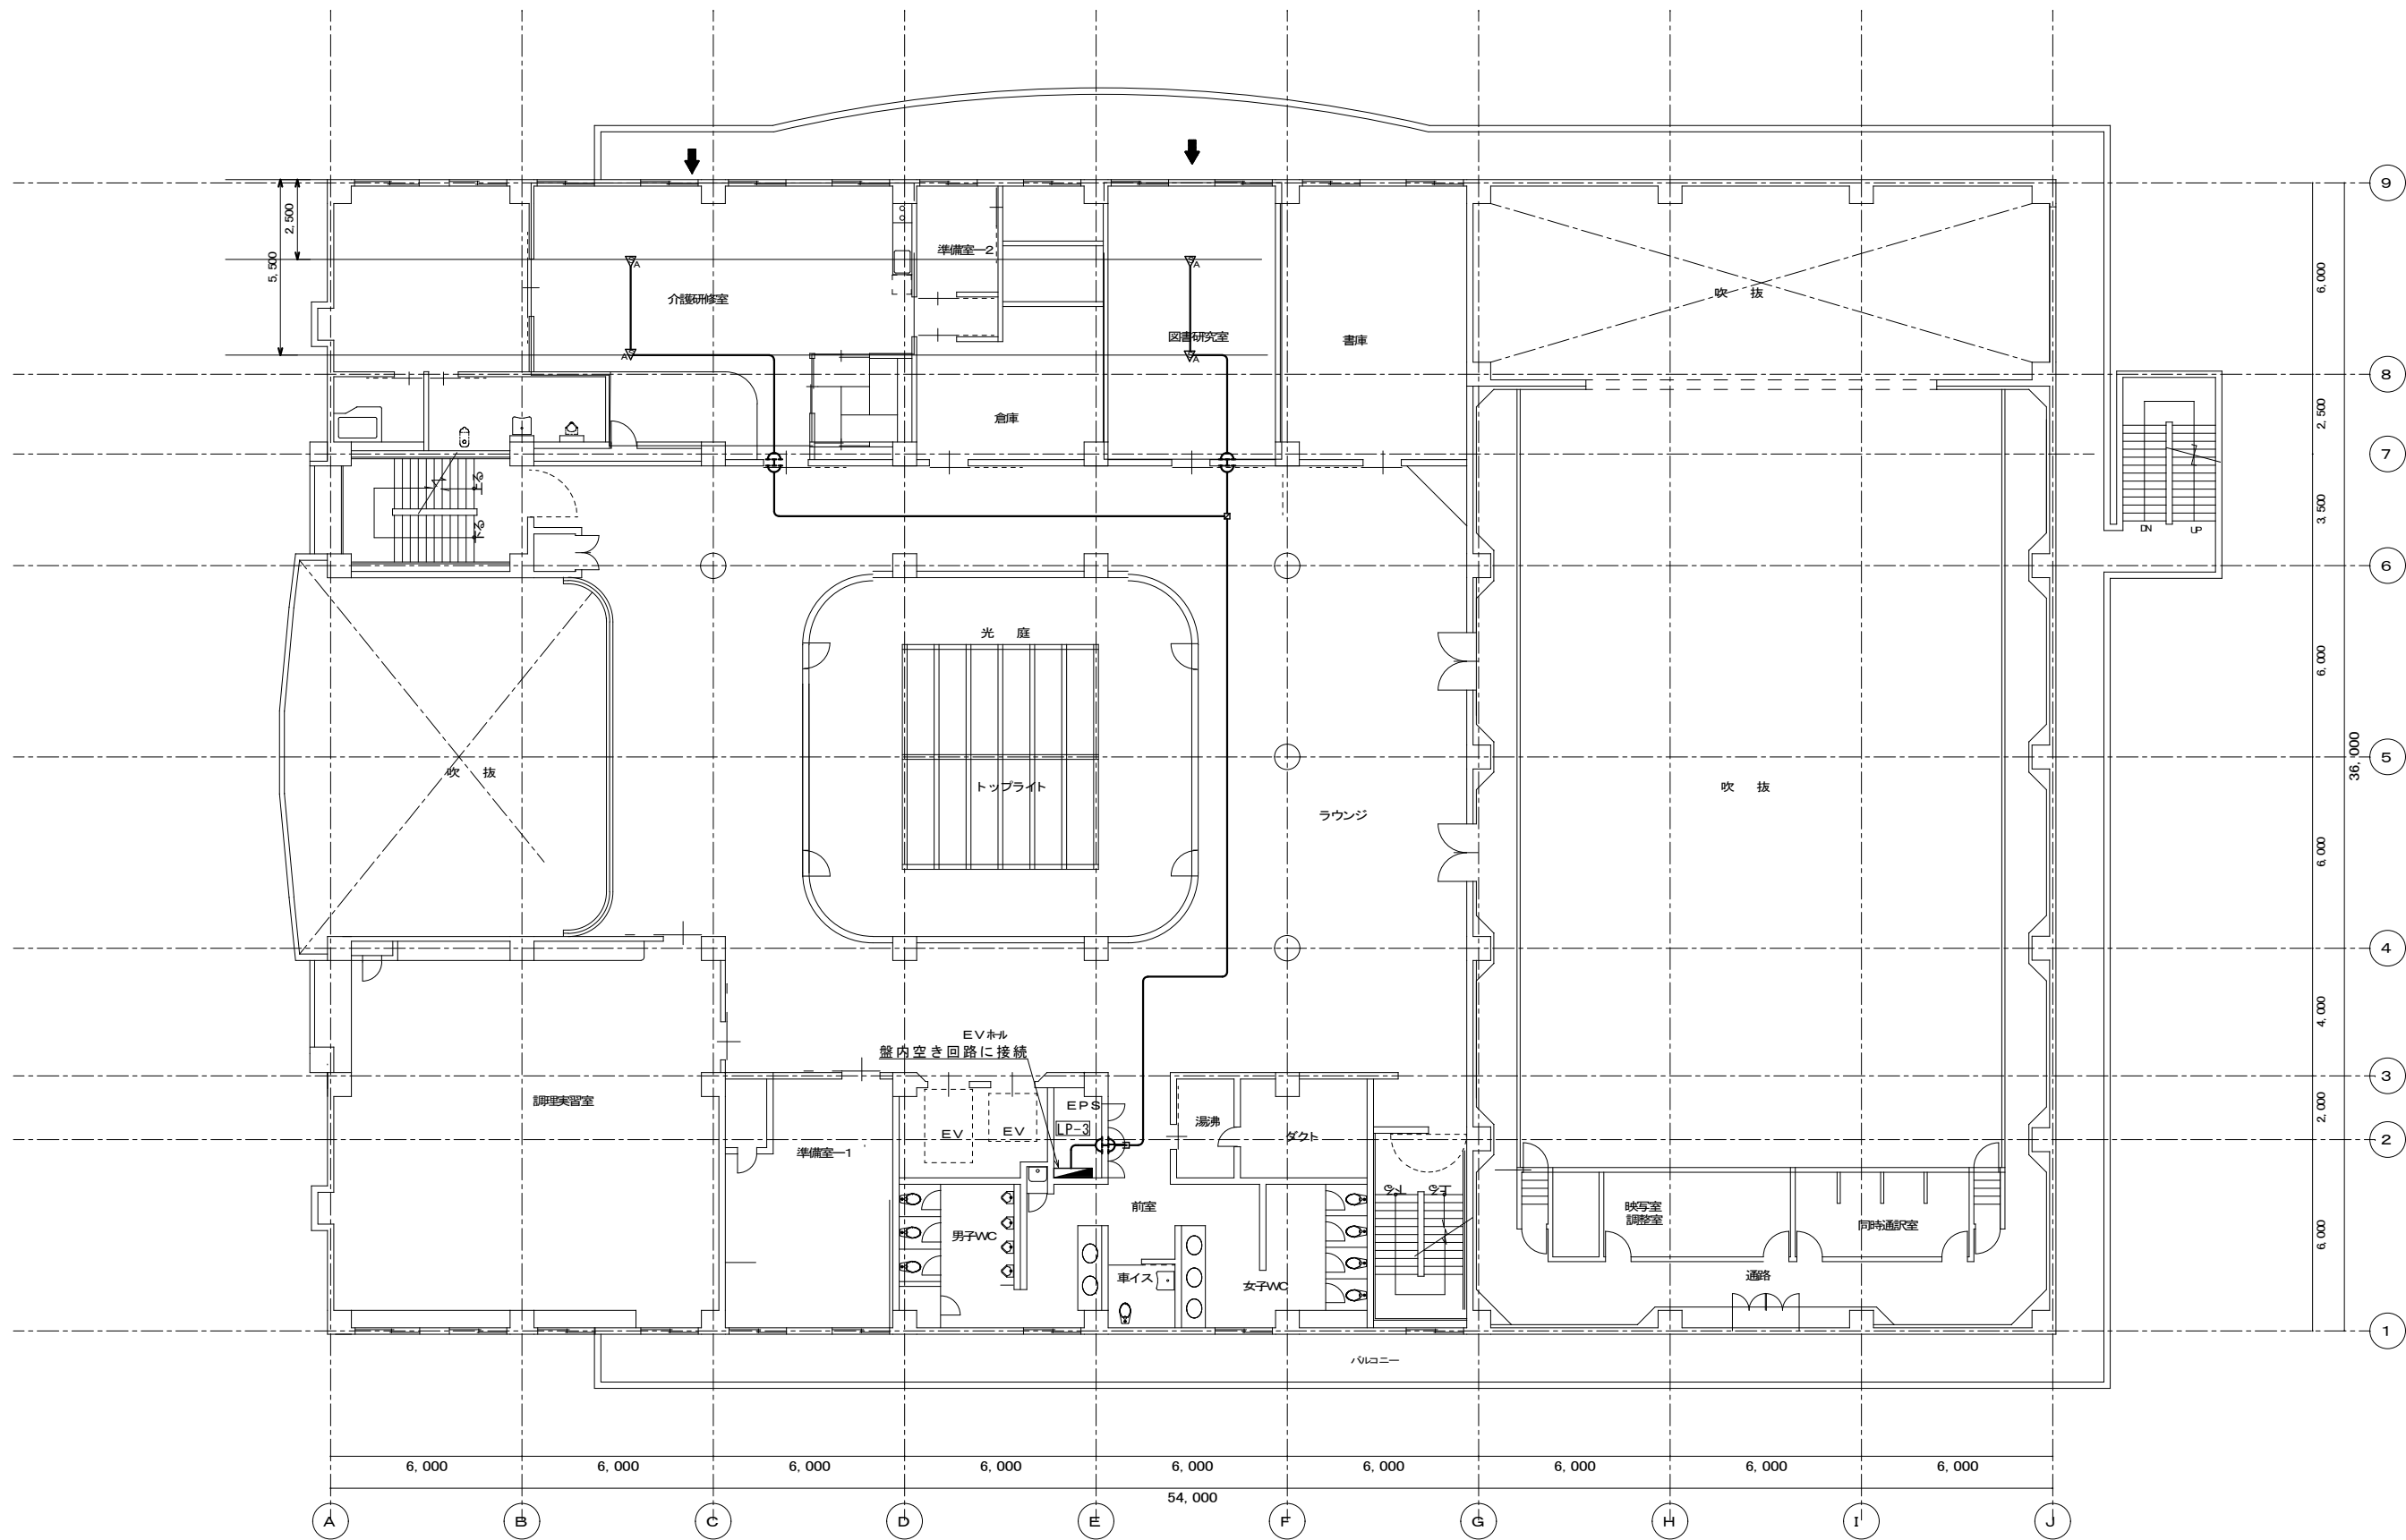 9
2,500
5,500
準備室—2
A
A
介護研修室
6,000
吹 抜
図書研究室
書庫
A
A
8
倉庫
2,500
7
3,500
DN
UP
6
光 庭
6,000
吹 抜
トップライト
吹 抜
5
36,000
ラウンジ
6,000
4
4,000
EVホール
盤内空き回路に接続
3
調理実習室
EPS
湯沸
2,000
LP-3
EV
EV
ダクト
2
準備室—1
前室
映写室
調整室
同時通訳室
男子WC
6,000
車イス
女子WC
通路
1
バルコニー
6,000
6,000
6,000
6,000
6,000
6,000
6,000
6,000
6,000
54,000
A
B
C
D
E
F
G
H
I
J